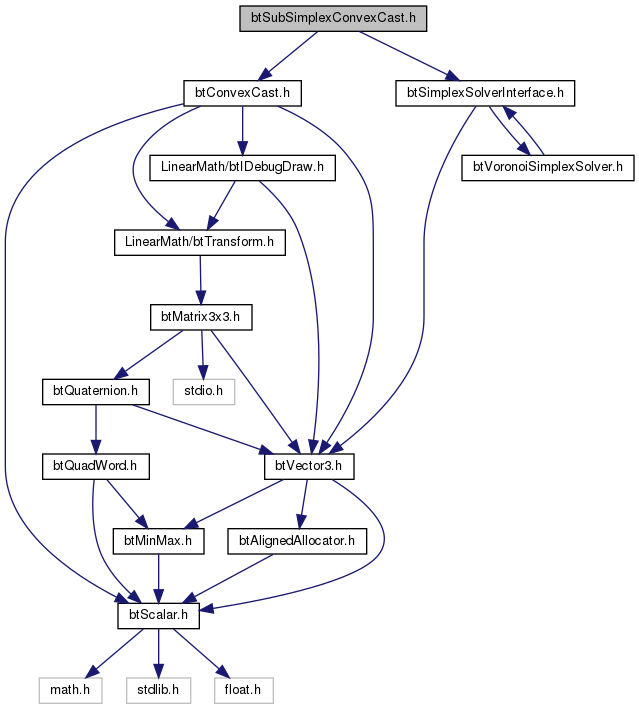 btSubSimplexConvexCast.h
btConvexCast.h
btSimplexSolverInterface.h
LinearMath/btIDebugDraw.h
btVoronoiSimplexSolver.h
LinearMath/btTransform.h
btMatrix3x3.h
btQuaternion.h
stdio.h
btQuadWord.h
btVector3.h
btMinMax.h
btAlignedAllocator.h
btScalar.h
math.h
stdlib.h
float.h